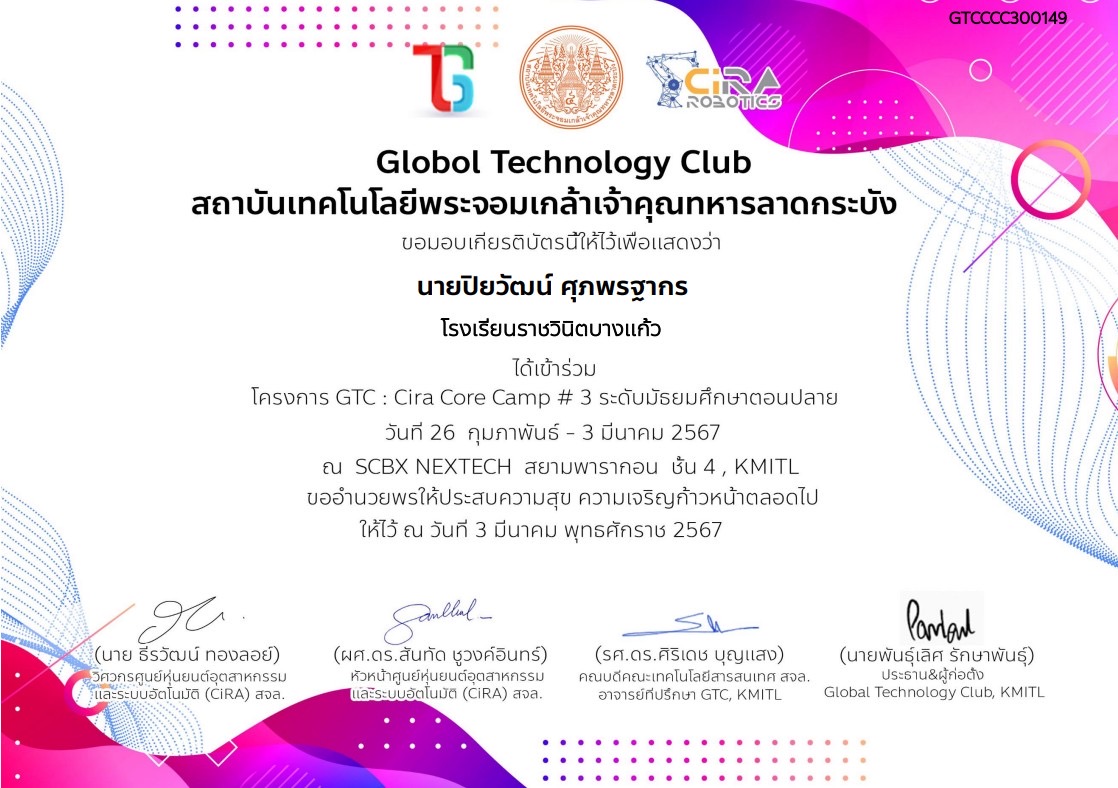 GTCCCC300149
CiRA
ROBOTICS
Globol Technology Club
สถาบันเทคโนโลยีพระจอมเกล้าเจ้าคุณทหารลาดกระบัง
ขอมอบเกียรติบัตรนี้ให้ไว้เพื่อแสดงว่า
นายปิยวัฒน์ ศุภพรฐากร
โรงเรียนราชวินิตบางแก้ว
ได้เข้าร่วม
โครงการ GTC : Cira Core Camp # 3 ระดับมัธยมศึกษาตอนปลาย
วันที่ 26 กุมภาพันธ์ - 3 มีนาคม 2567
ณ SCBX NEXTECH สยามพารากอน ชั้น 4 , KMITL
ขออำนวยพรให้ประสบความสุข ความเจริญก้าวหน้าตลอดไป
ให้ไว้ ณ วันที่ 3 มีนาคม พุทธศักราช 2567
(นาย ธีรวัฒน์ ทองลอย์)
วิศวกรศูนย์หุ่นยนต์อุตสาหกรรม
และระบบอัตโนมัติ (CiRA) สจล.
(ผศ.ดร.สันทัด ชูวงค์อินทร์)
หัวหน้าศูนย์หุ่นยนต์อุตสาหกรรม
และระบบอัตโนมัติ (CiRA) สจล.
(รศ.ดร.ศิริเดช บุญแสง)
คณบดีคณะเทคโนโลยีสารสนเทศ สจล.
อาจารย์ที่ปรึกษา GTC, KMITL
(นายพันธุ์เลิศ รักษาพันธุ์)
ประธาน&ผู้ก่อตั้ง
Global Technology Club, KMITL